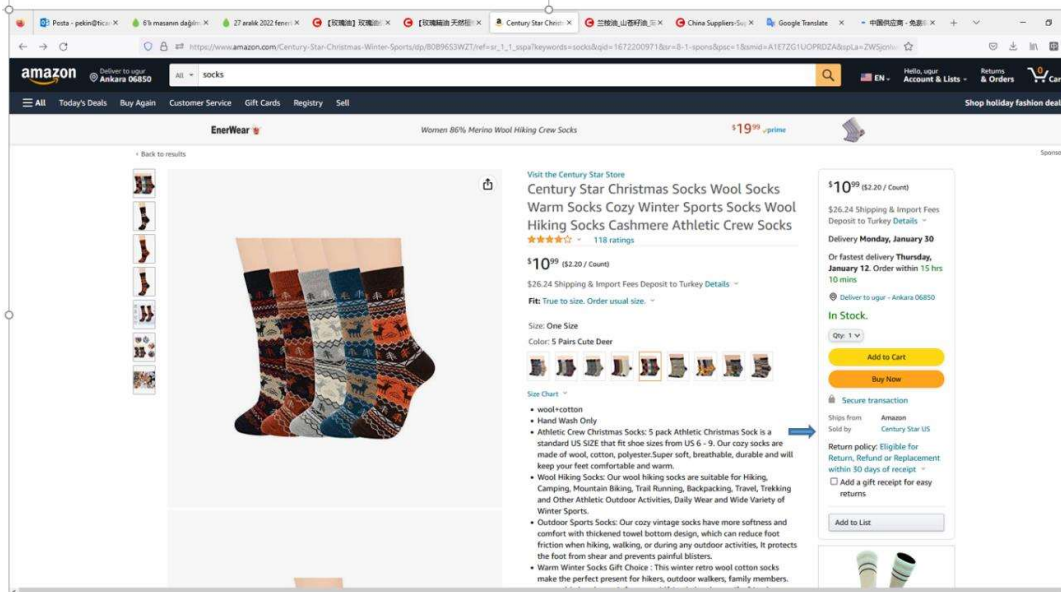 Posta - pekin@ticar
6'lı masanın dağılm
27 aralık 2022 fener
Amazon.com: Century Star Christ
China Suppliers-Sup
Google Translate
https://www.amazon.com/Century-Star-Christmas-Winter-Sports/dp/
amazon
Deliver to ugur
Ankara 06850
All
socks
EN
Hello, ugur
Account & Lists
Returns
& Orders
0
Car
All
Today's Deals
Buy Again
Customer Service
Gift Cards
Registry
Sell
Shop holiday fashion deal
EnerWear
Women 86% Merino Wool Hiking Crew Socks
$19⁹⁹ prime
‹ Back to results
Sponso
Visit the Century Star Store
Century Star Christmas Socks Wool Socks
Warm Socks Cozy Winter Sports Socks Wool
Hiking Socks Cashmere Athletic Crew Socks
118 ratings
$10⁹⁹ ($2.20 / Count)
$26.24 Shipping & Import Fees Deposit to Turkey Details
Fit: True to size. Order usual size.
Size: One Size
Color: 5 Pairs Cute Deer
Size Chart
• wool+cotton
• Hand Wash Only
• Athletic Crew Christmas Socks: 5 pack Athletic Christmas Sock is a
standard US SIZE that fit shoe sizes from US 6 - 9. Our cozy socks are
made of wool, cotton, polyester.Super soft, breathable, durable and will
keep your feet comfortable and warm.
• Wool Hiking Socks: Our wool hiking socks are suitable for Hiking,
Camping, Mountain Biking, Trail Running, Backpacking, Travel, Trekking
and Other Athletic Outdoor Activities, Daily Wear and Wide Variety of
Winter Sports.
• Outdoor Sports Socks: Our cozy vintage socks have more softness and
comfort with thickened towel bottom design, which can reduce foot
friction when hiking, walking, or during any outdoor activities, It protects
the foot from shear and prevents painful blisters.
• Warm Winter Socks Gift Choice : This winter retro wool cotton socks
make the perfect present for hikers, outdoor walkers, family members.
$10⁹⁹ ($2.20 / Count)
$26.24 Shipping & Import Fees
Deposit to Turkey Details
Delivery Monday, January 30
Or fastest delivery Thursday,
January 12. Order within 15 hrs
10 mins
Deliver to ugur - Ankara 06850
In Stock.
Qty: 1
Add to Cart
Buy Now
Secure transaction
Ships from Amazon
Sold by Century Star US
Return policy: Eligible for
Return, Refund or Replacement
within 30 days of receipt
Add a gift receipt for easy
returns
Add to List